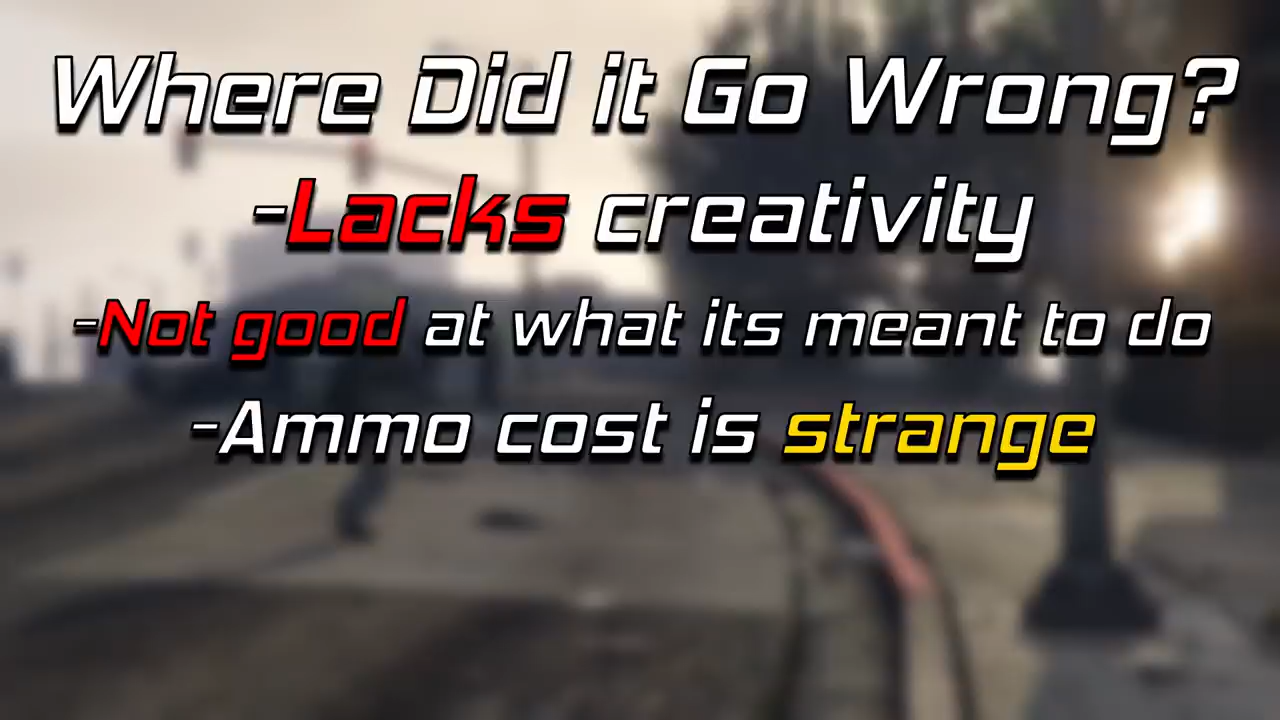 Where Did it Go Wrong?
-Lacks creativity
-Not good at what its meant to do
-Ammo cost is strange